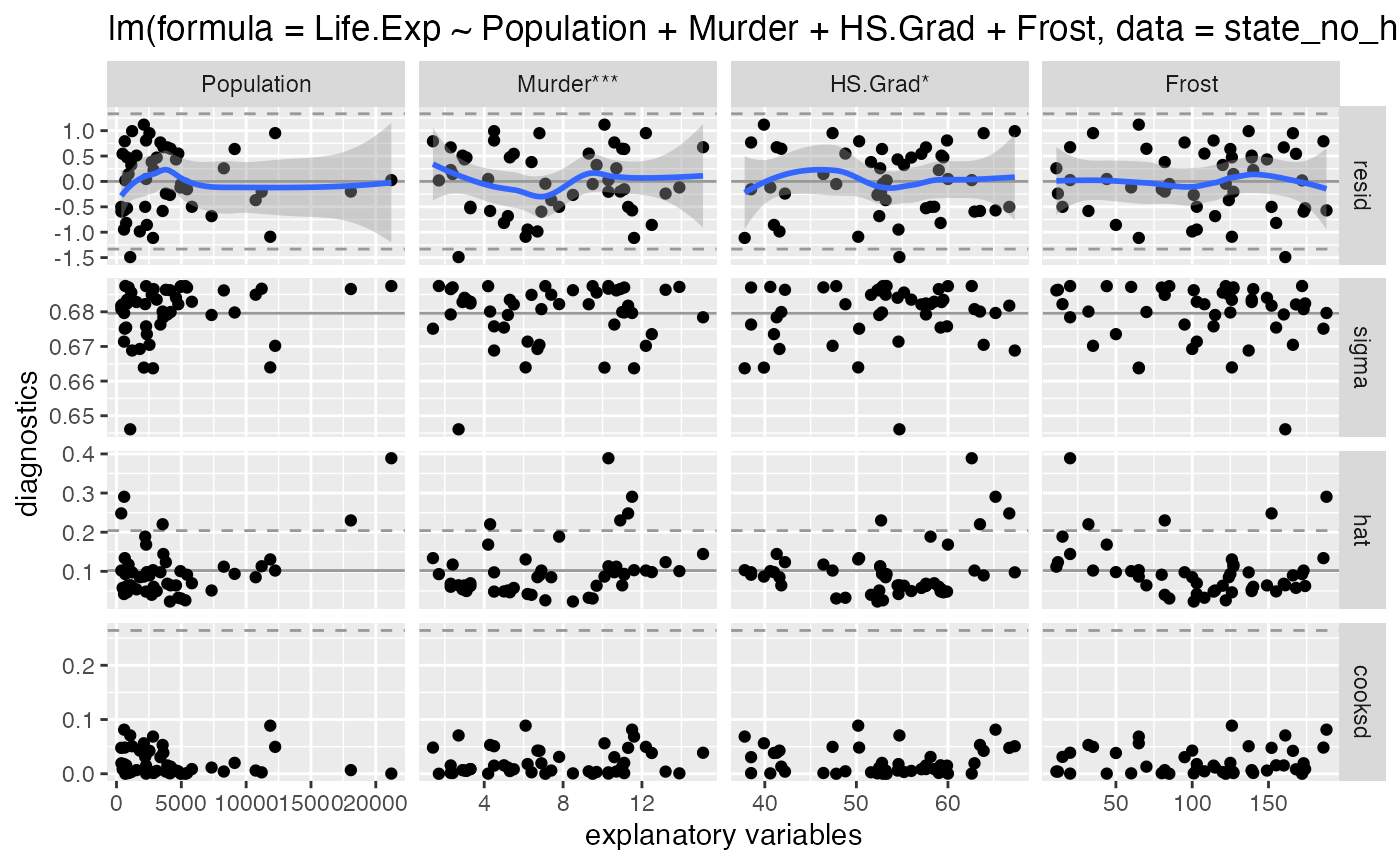 lm(formula = Life.Exp ~ Population + Murder + HS.Grad + Frost, data = state_no_h
Population Murder*** HS.Grad* Frost
1.0
0.5
0.0
-0.5
-1.0
-1.5
resid
0.68
0.67
0.66
0.65
sigma
0.4
0.3
0.2
0.1
hat
0.2
0.1
0.0
cooksd
diagnostics
0 5000 10000 15000 20000 4 8 12 40 50 60 50 100 150
explanatory variables